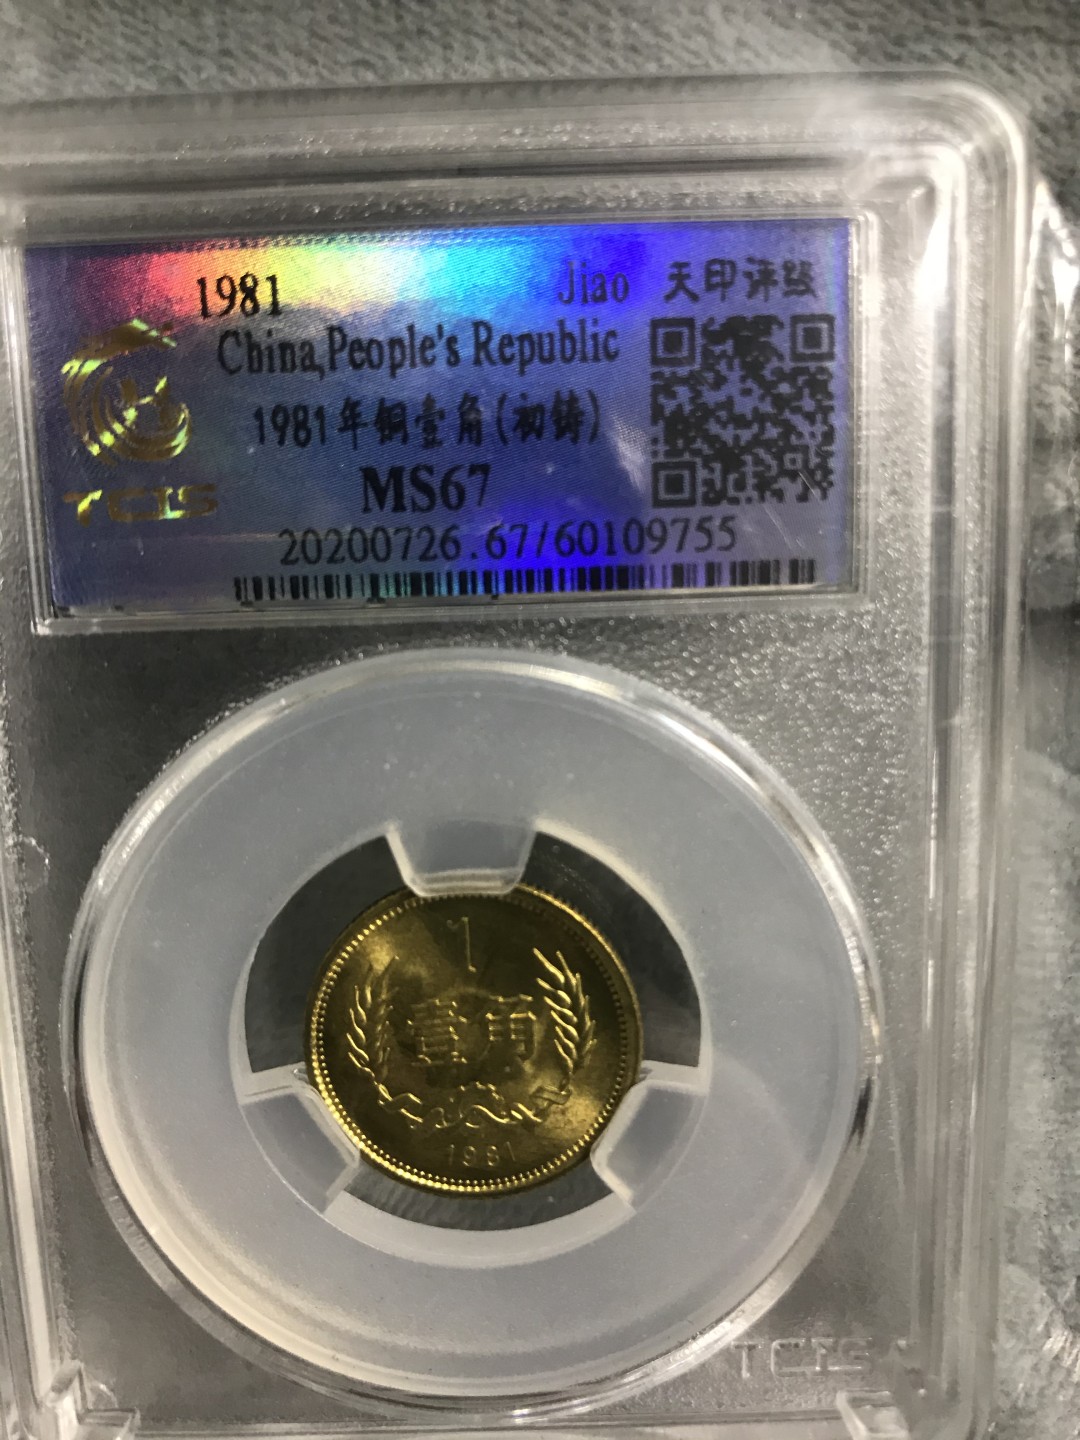 1981 Jiao 天印评级
China,People's Republic
1981年铜壹角(初铸)
MS67
TCIS
20200726.67/60109755
1
壹角
1981
TCIS